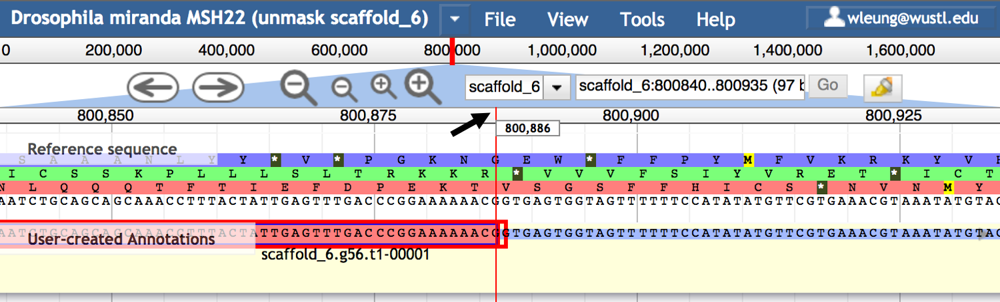 Drosophila miranda MSH22 (unmask scaffold_6) File View Tools Help wleung@wustl.edu
0 200,000 400,000 600,000 800,000 1,000,000 1,200,000 1,400,000 1,600,000
scaffold_6 scaffold_6:800840..800935 (97 b Go
800,850 800,875 800,900 800,925
800,886
Reference sequence
S A A A N L Y Y * V * P G K N G E W * F F P Y M F V K R K Y V
I C S S K P L L L S L T R K K R * V V V F S I Y V R E T * I C T
N L Q Q Q T F T I E F D P E K T V S G S F F H I C S * N V N M Y
AATCTGCAGCAGCAAACCTTTACTATTGAGTTTGACCCGGAAAAAACGGTGAGTGGTAGTTTTTTCCATATATGTTCGTGAAACGTAAATATGTAC
AATCTGCAGCAGCAAACCTTTACTATTGAGTTTGACCCGGAAAAAACGGTGAGTGGTAGTTTTTTCCATATATGTTCGTGAAACGTAAATATGTAC
User-created Annotations
scaffold_6.g56.t1-00001